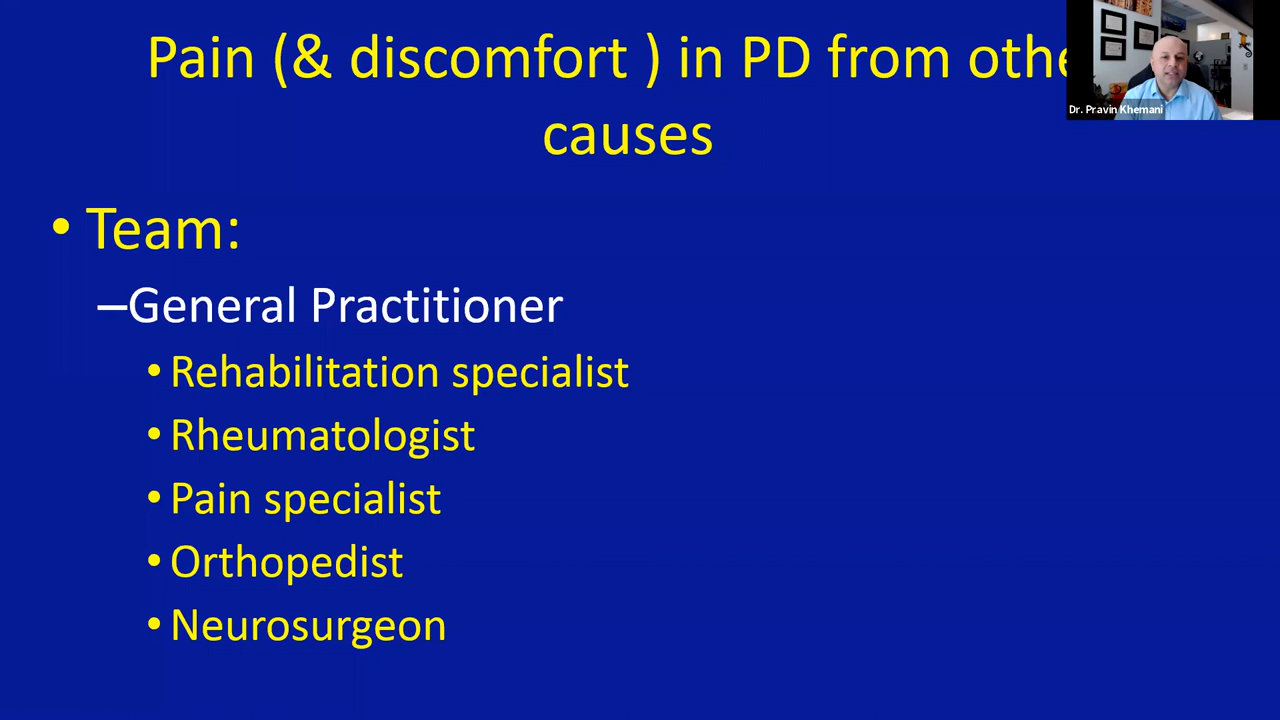 Pain (& discomfort ) in PD from othe
causes
Dr. Pravin Khemani
• Team:
–General Practitioner
• Rehabilitation specialist
• Rheumatologist
• Pain specialist
• Orthopedist
• Neurosurgeon